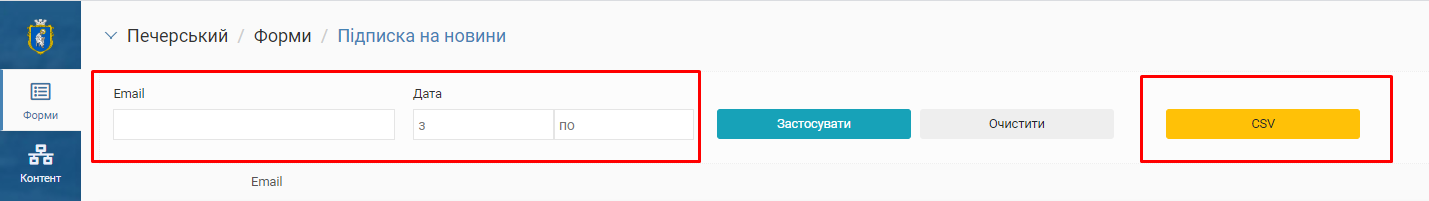 Печерський / Форми / Підписка на новини
Форми
Контент
Email
Дата
з
по
Застосувати
Очистити
CSV
Email